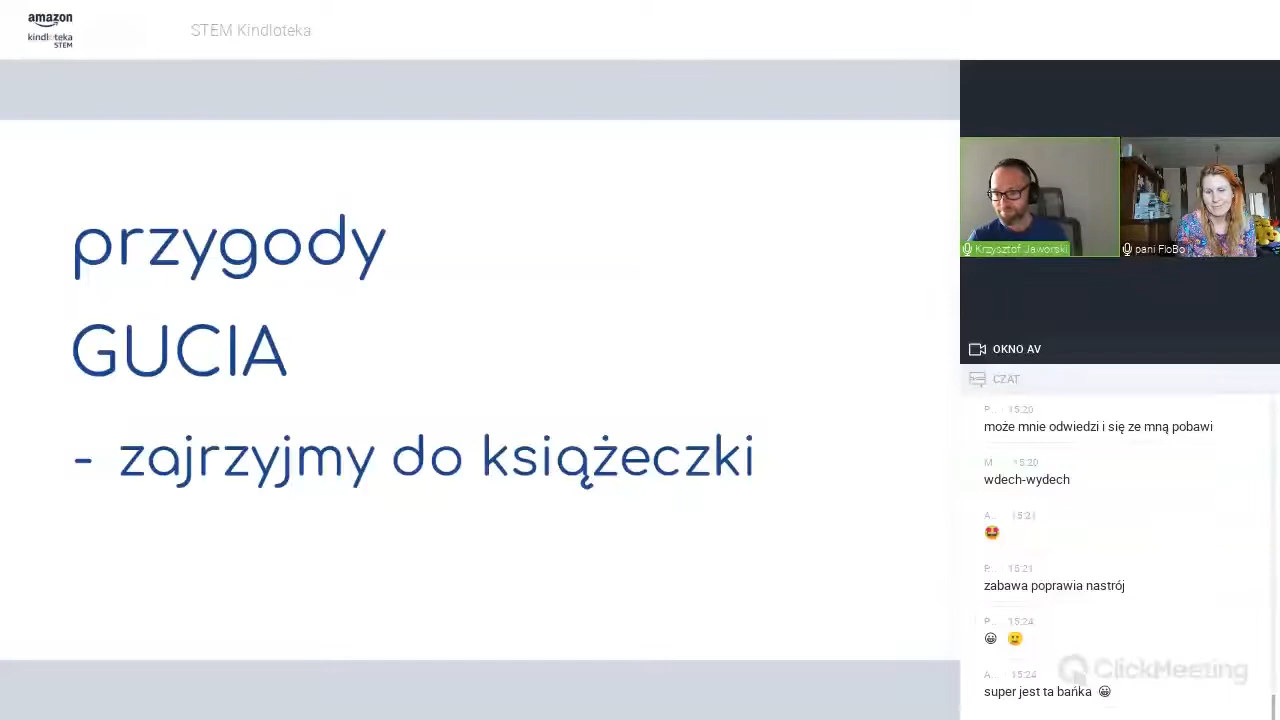 amazon
kindloteka
STEM
STEM Kindloteka
przygody
GUCIA
- zajrzyjmy do książeczki
Krzysztof Jaworski
pani FloBo
OKNO AV
CZAT
P... 15:20
może mnie odwiedzi i się ze mną pobawi
M 15:20
wdech-wydech
A... 15:21
🤩
P... 15:21
zabawa poprawia nastrój
P... 15:24
😀 🙂
A... 15:24
super jest ta bańka 😀
ClickMeeting